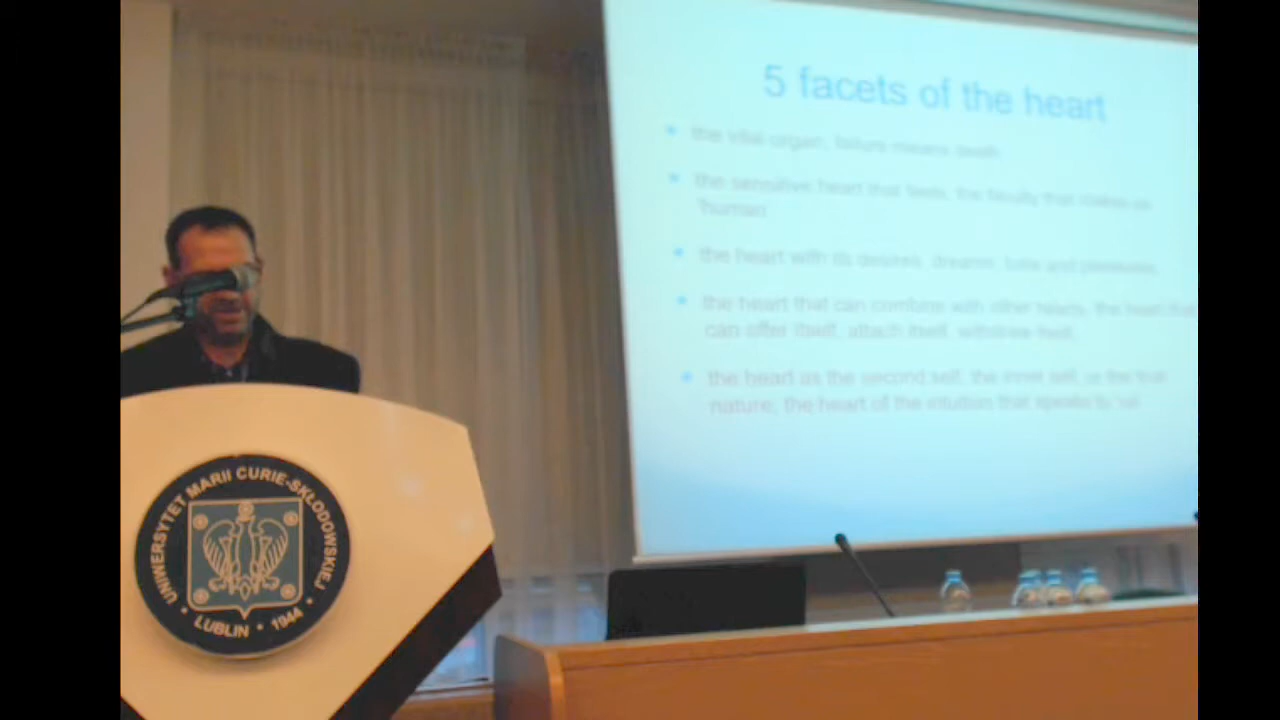 5 facets of the heart
the vital organ; failure means death
the sensitive heart that feels, the faculty that makes us
'human'
the heart with its desires, dreams, and
the heart that can combine with other hearts, the heart that
can offer itself, attach itself, withdraw itself
the heart as the second self, the inner self, or the true
nature; the heart of the intuition that speaks to us
UNIWERSYTET MARII CURIE-SKŁODOWSKIEJ
LUBLIN • 1944